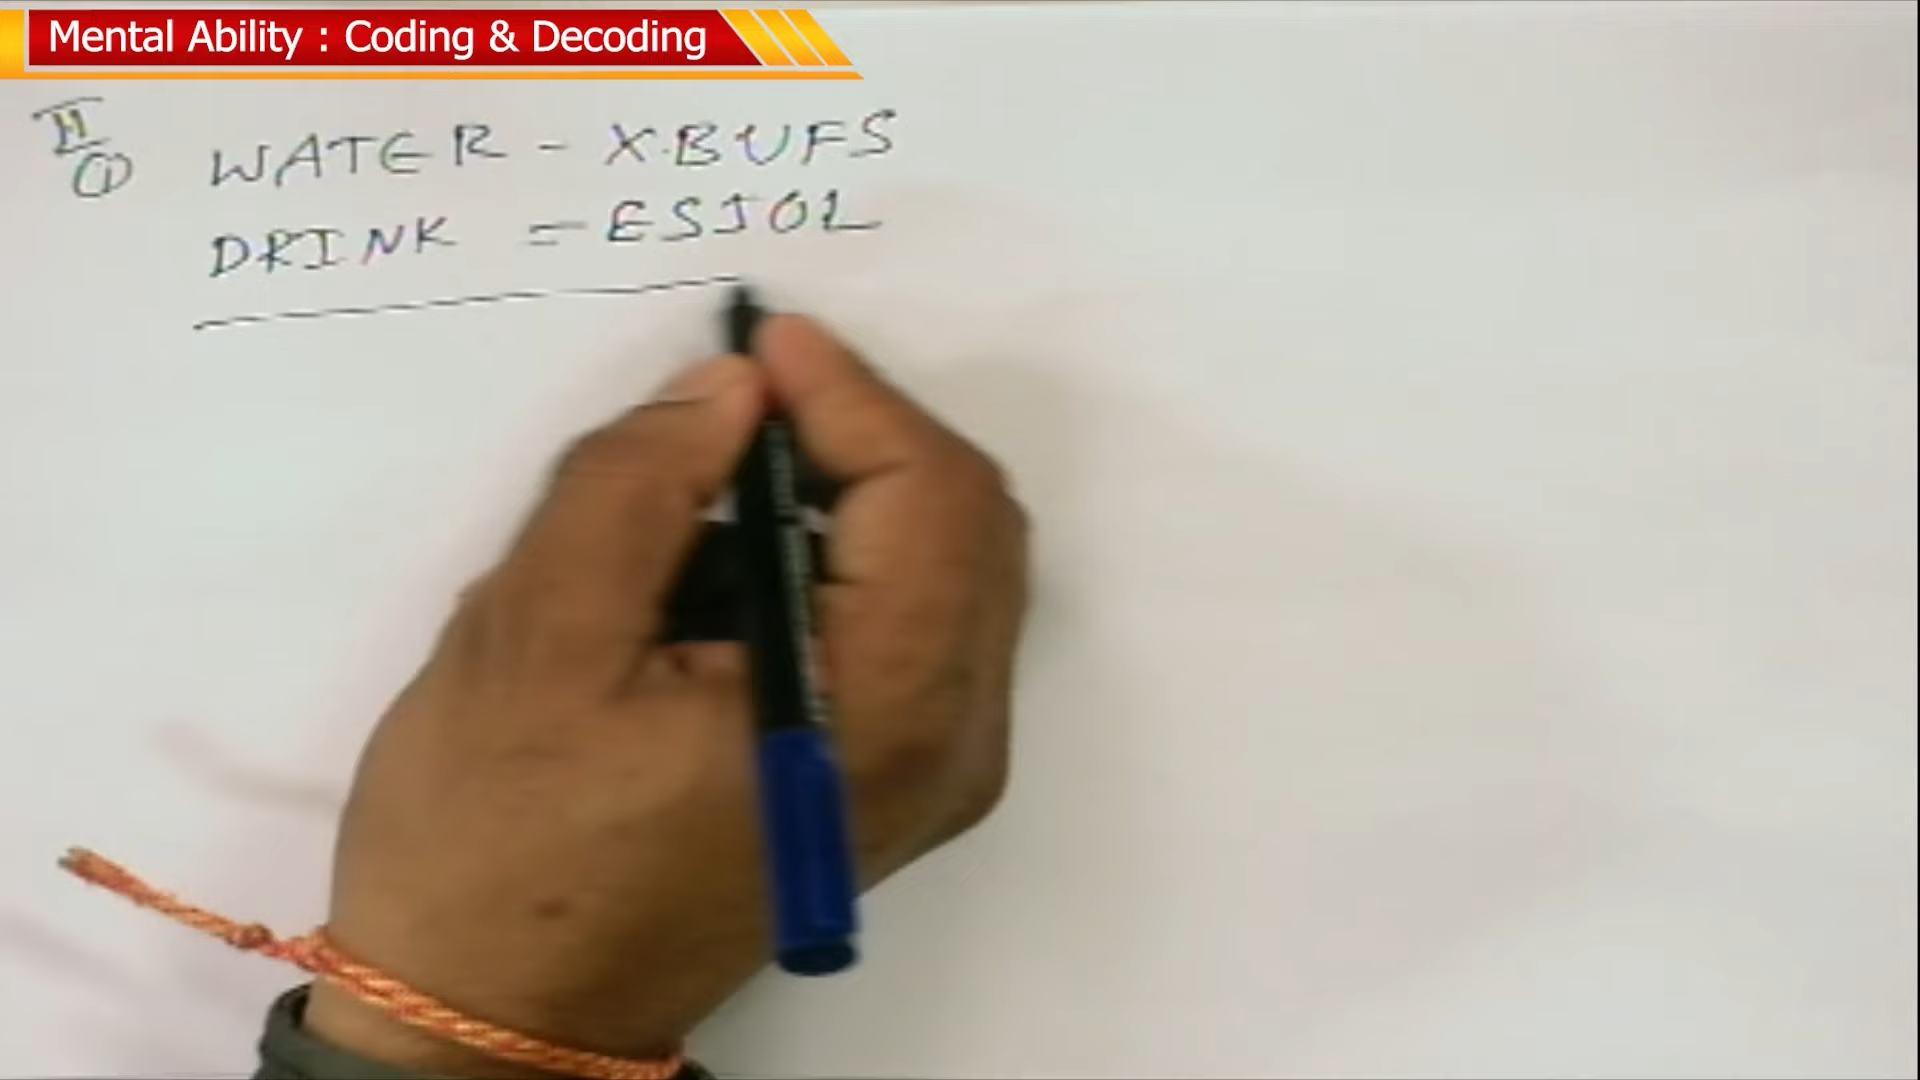 Mental Ability : Coding & Decoding
II
① WATER - X.BUFS
DRINK = ESJOL